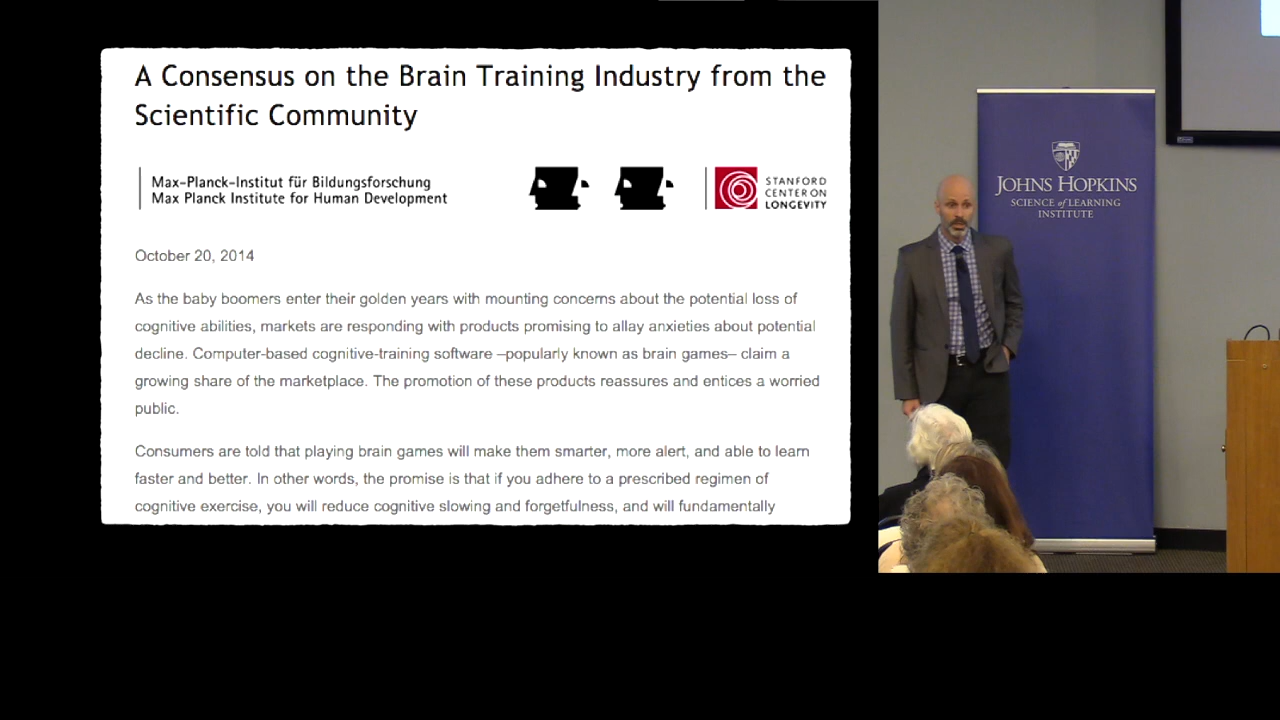 A Consensus on the Brain Training Industry from the
Scientific Community
Max-Planck-Institut für Bildungsforschung
Max Planck Institute for Human Development
STANFORD
CENTER ON
LONGEVITY
October 20, 2014
As the baby boomers enter their golden years with mounting concerns about the potential loss of
cognitive abilities, markets are responding with products promising to allay anxieties about potential
decline. Computer-based cognitive-training software –popularly known as brain games– claim a
growing share of the marketplace. The promotion of these products reassures and entices a worried
public.
Consumers are told that playing brain games will make them smarter, more alert, and able to learn
faster and better. In other words, the promise is that if you adhere to a prescribed regimen of
cognitive exercise, you will reduce cognitive slowing and forgetfulness, and will fundamentally
JOHNS HOPKINS
SCIENCE of LEARNING
INSTITUTE